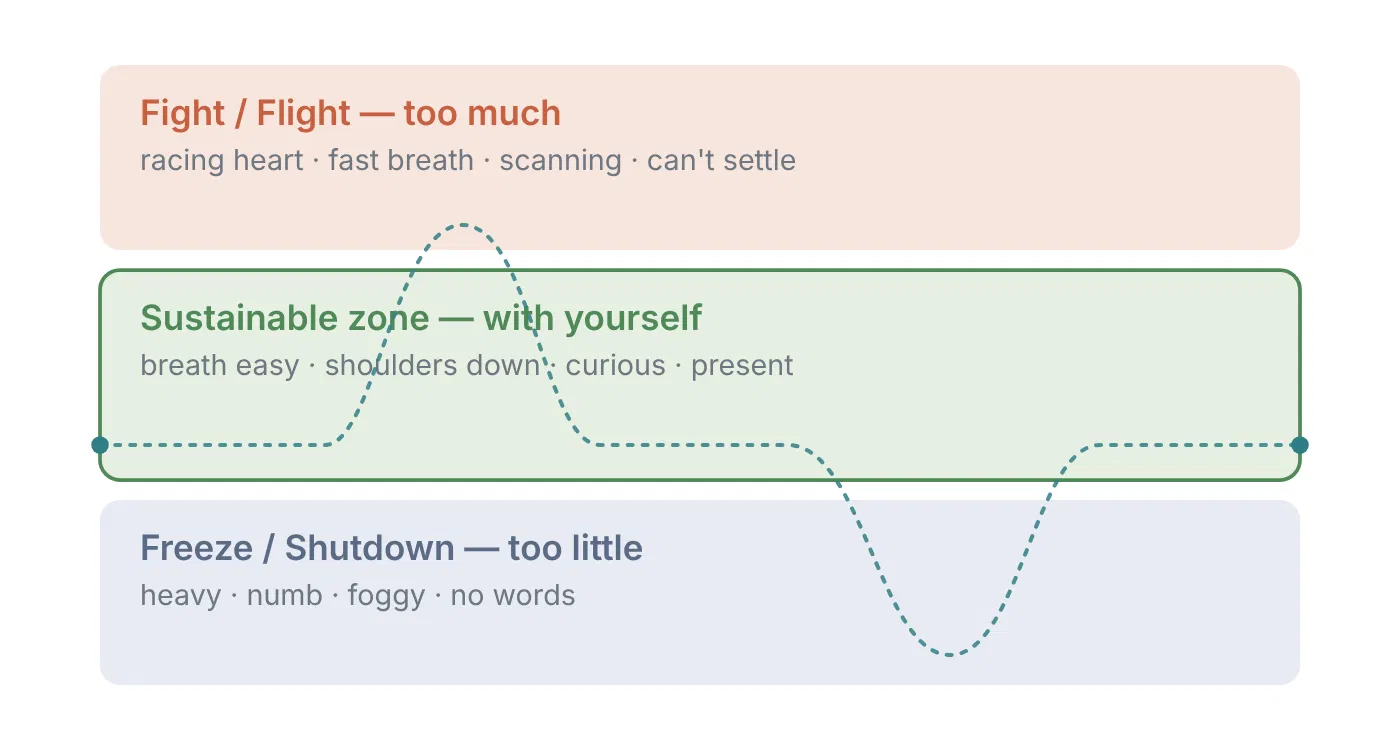 Fight / Flight — too much
racing heart · fast breath · scanning · can't settle
Sustainable zone — with yourself
breath easy · shoulders down · curious · present
Freeze / Shutdown — too little
heavy · numb · foggy · no words